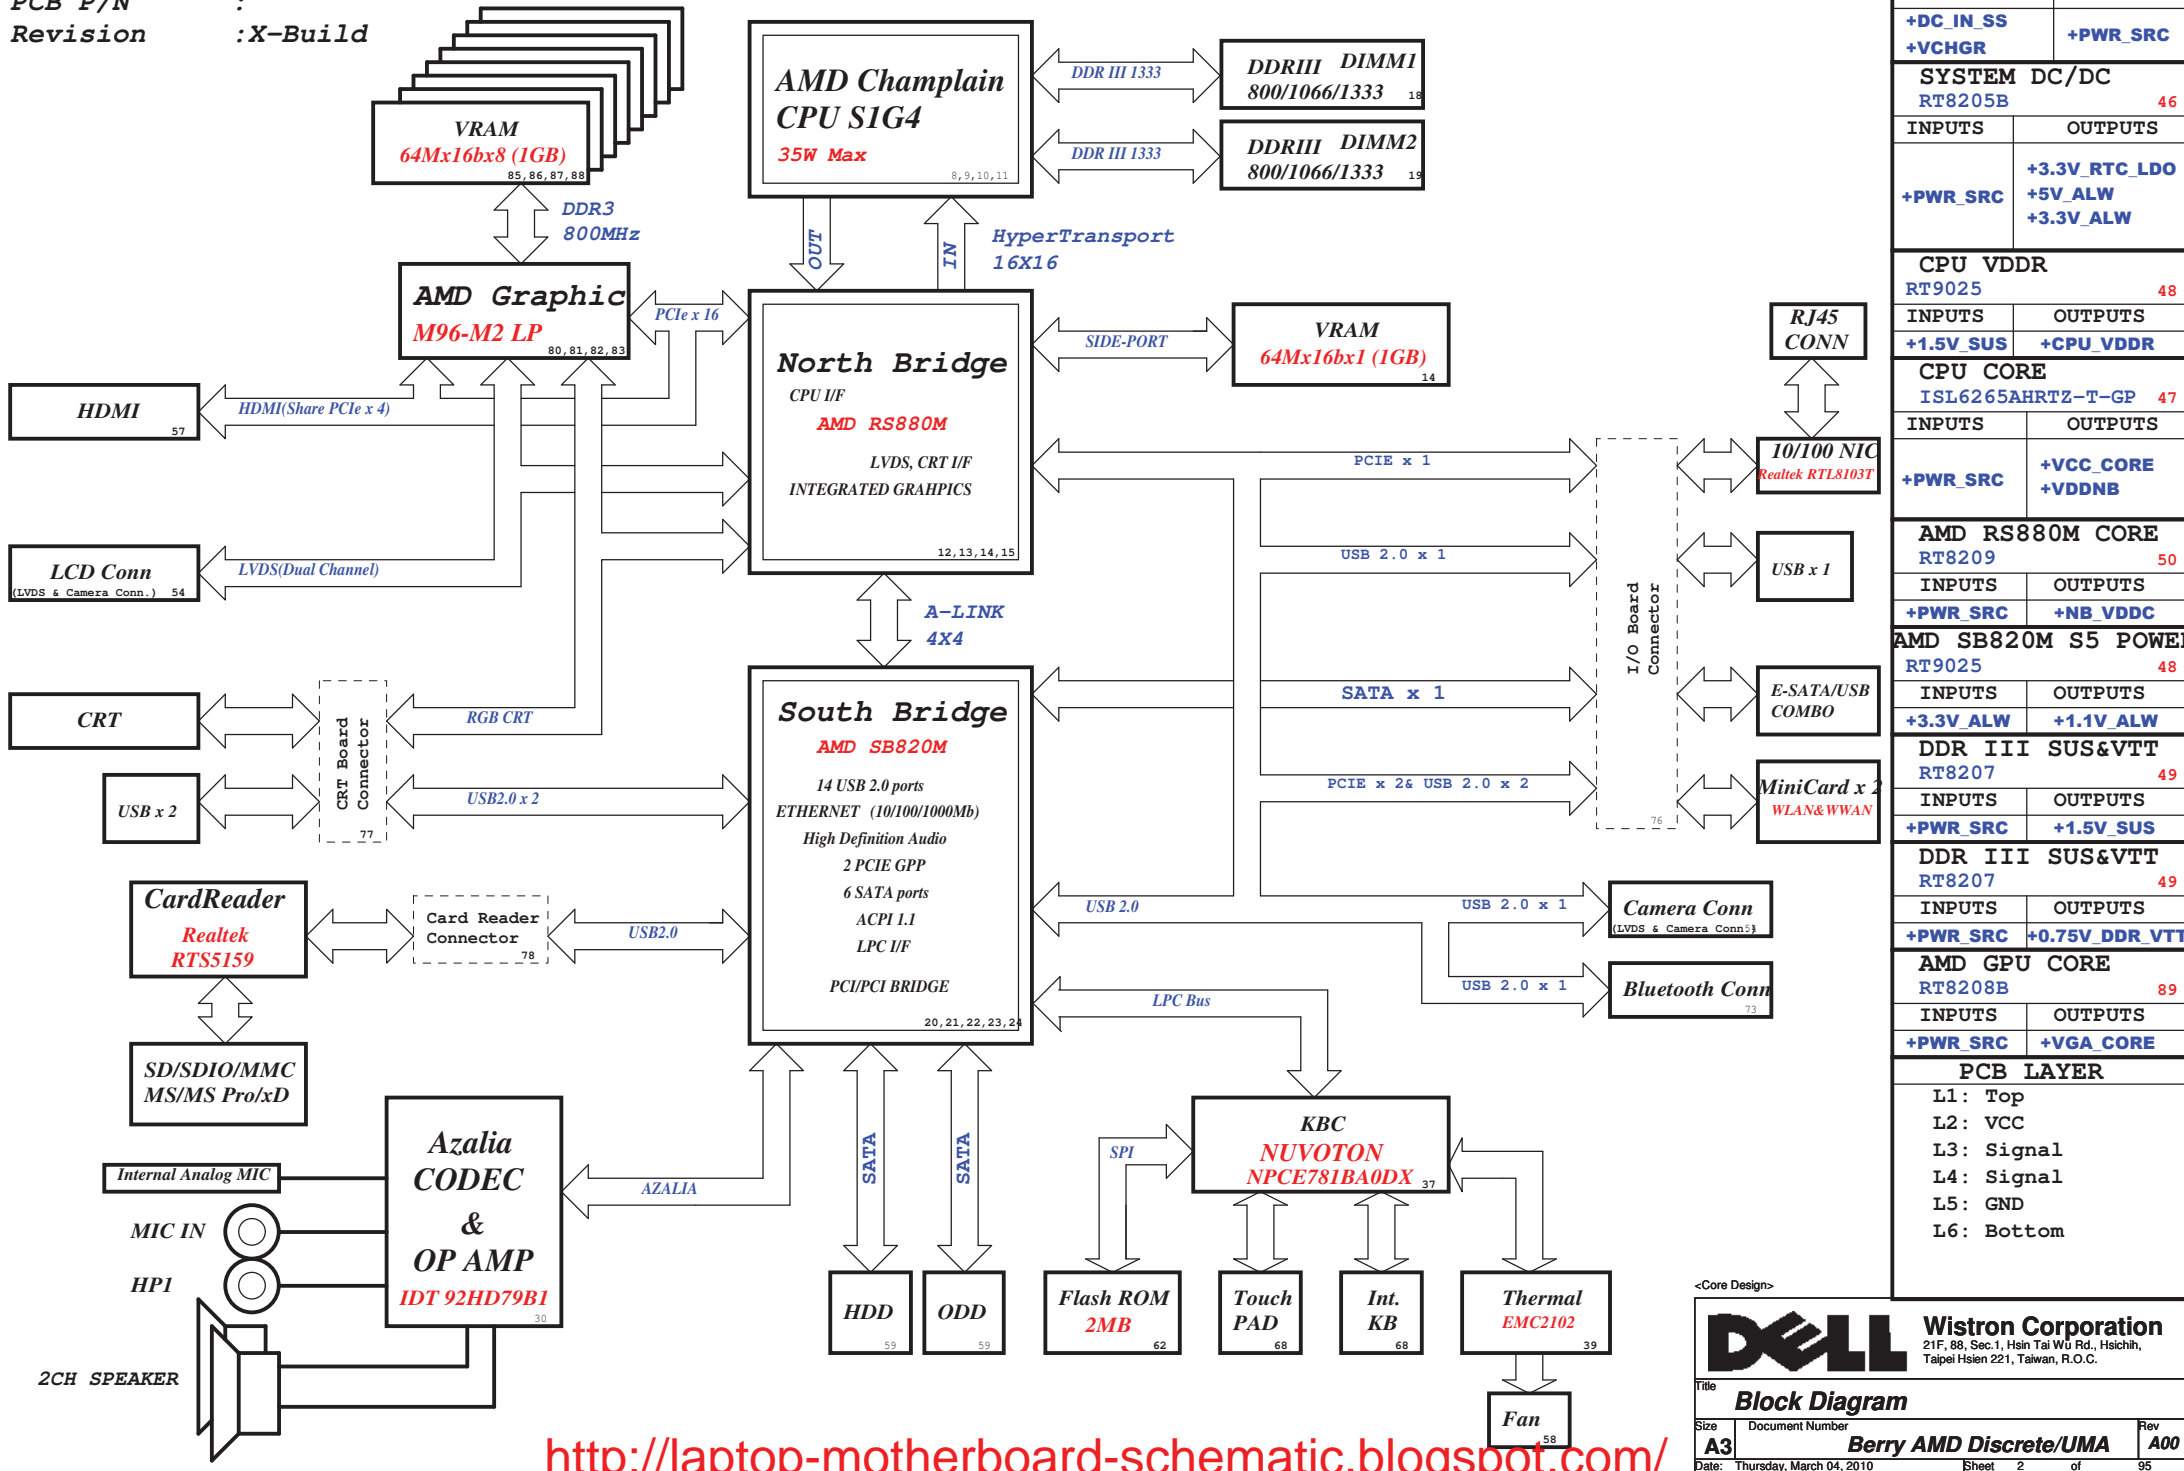 PCB P/N :
Revision :X-Build
VRAM
64Mx16bx8 (1GB)
85,86,87,88
DDR3
800MHz
AMD Graphic
M96-M2 LP
80,81,82,83
PCIe x 16
AMD Champlain
CPU S1G4
35W Max
8,9,10,11
DDR III 1333
DDRIII DIMM1
800/1066/1333 18
DDR III 1333
DDRIII DIMM2
800/1066/1333 19
OUT
IN
HyperTransport
16X16
North Bridge
CPU I/F
AMD RS880M
LVDS, CRT I/F
INTEGRATED GRAHPICS
12,13,14,15
SIDE-PORT
VRAM
64Mx16bx1 (1GB)
14
HDMI
57
HDMI(Share PCIe x 4)
LCD Conn
(LVDS & Camera Conn.) 54
LVDS(Dual Channel)
CRT
CRT Board
Connector
77
RGB CRT
USB x 2
USB2.0 x 2
A-LINK
4X4
South Bridge
AMD SB820M
14 USB 2.0 ports
ETHERNET (10/100/1000Mb)
High Definition Audio
2 PCIE GPP
6 SATA ports
ACPI 1.1
LPC I/F
PCI/PCI BRIDGE
20,21,22,23,24
PCIE x 1
USB 2.0 x 1
SATA x 1
PCIE x 2& USB 2.0 x 2
I/O Board
Connector
76
RJ45
CONN
10/100 NIC
Realtek RTL8103T
USB x 1
E-SATA/USB
COMBO
MiniCard x 2
WLAN&WWAN
USB 2.0
USB 2.0 x 1
Camera Conn
(LVDS & Camera Conn
USB 2.0 x 1
Bluetooth Conn
73
CardReader
Realtek
RTS5159
Card Reader
Connector
78
USB2.0
SD/SDIO/MMC
MS/MS Pro/xD
LPC Bus
Internal Analog MIC
MIC IN
HP1
2CH SPEAKER
Azalia
CODEC
&
OP AMP
IDT 92HD79B1
30
AZALIA
SATA
SATA
HDD
59
ODD
59
KBC
NUVOTON
NPCE781BA0DX
37
SPI
Flash ROM
2MB
62
Touch
PAD
68
Int.
KB
68
Thermal
EMC2102
39
Fan
58
+DC_IN_SS
+VCHGR
+PWR_SRC
SYSTEM DC/DC
RT8205B 46
INPUTS OUTPUTS
+PWR_SRC
+3.3V_RTC_LDO
+5V_ALW
+3.3V_ALW
CPU VDDR
RT9025 48
INPUTS OUTPUTS
+1.5V_SUS +CPU_VDDR
CPU CORE
ISL6265AHRTZ-T-GP 47
INPUTS OUTPUTS
+PWR_SRC
+VCC_CORE
+VDDNB
AMD RS880M CORE
RT8209 50
INPUTS OUTPUTS
+PWR_SRC +NB_VDDC
AMD SB820M S5 POWE
RT9025 48
INPUTS OUTPUTS
+3.3V_ALW +1.1V_ALW
DDR III SUS&VTT
RT8207 49
INPUTS OUTPUTS
+PWR_SRC +1.5V_SUS
DDR III SUS&VTT
RT8207 49
INPUTS OUTPUTS
+PWR_SRC +0.75V_DDR_VTT
AMD GPU CORE
RT8208B 89
INPUTS OUTPUTS
+PWR_SRC +VGA_CORE
PCB LAYER
L1: Top
L2: VCC
L3: Signal
L4: Signal
L5: GND
L6: Bottom
<Core Design>
DELL
Wistron Corporation
21F, 88, Sec.1, Hsin Tai Wu Rd., Hsichih,
Taipei Hsien 221, Taiwan, R.O.C.
Title
Block Diagram
Size Document Number Rev
A3 Berry AMD Discrete/UMA A00
Date: Thursday, March 04, 2010 Sheet 2 of 95
http://laptop-motherboard-schematic.blogspot.com/